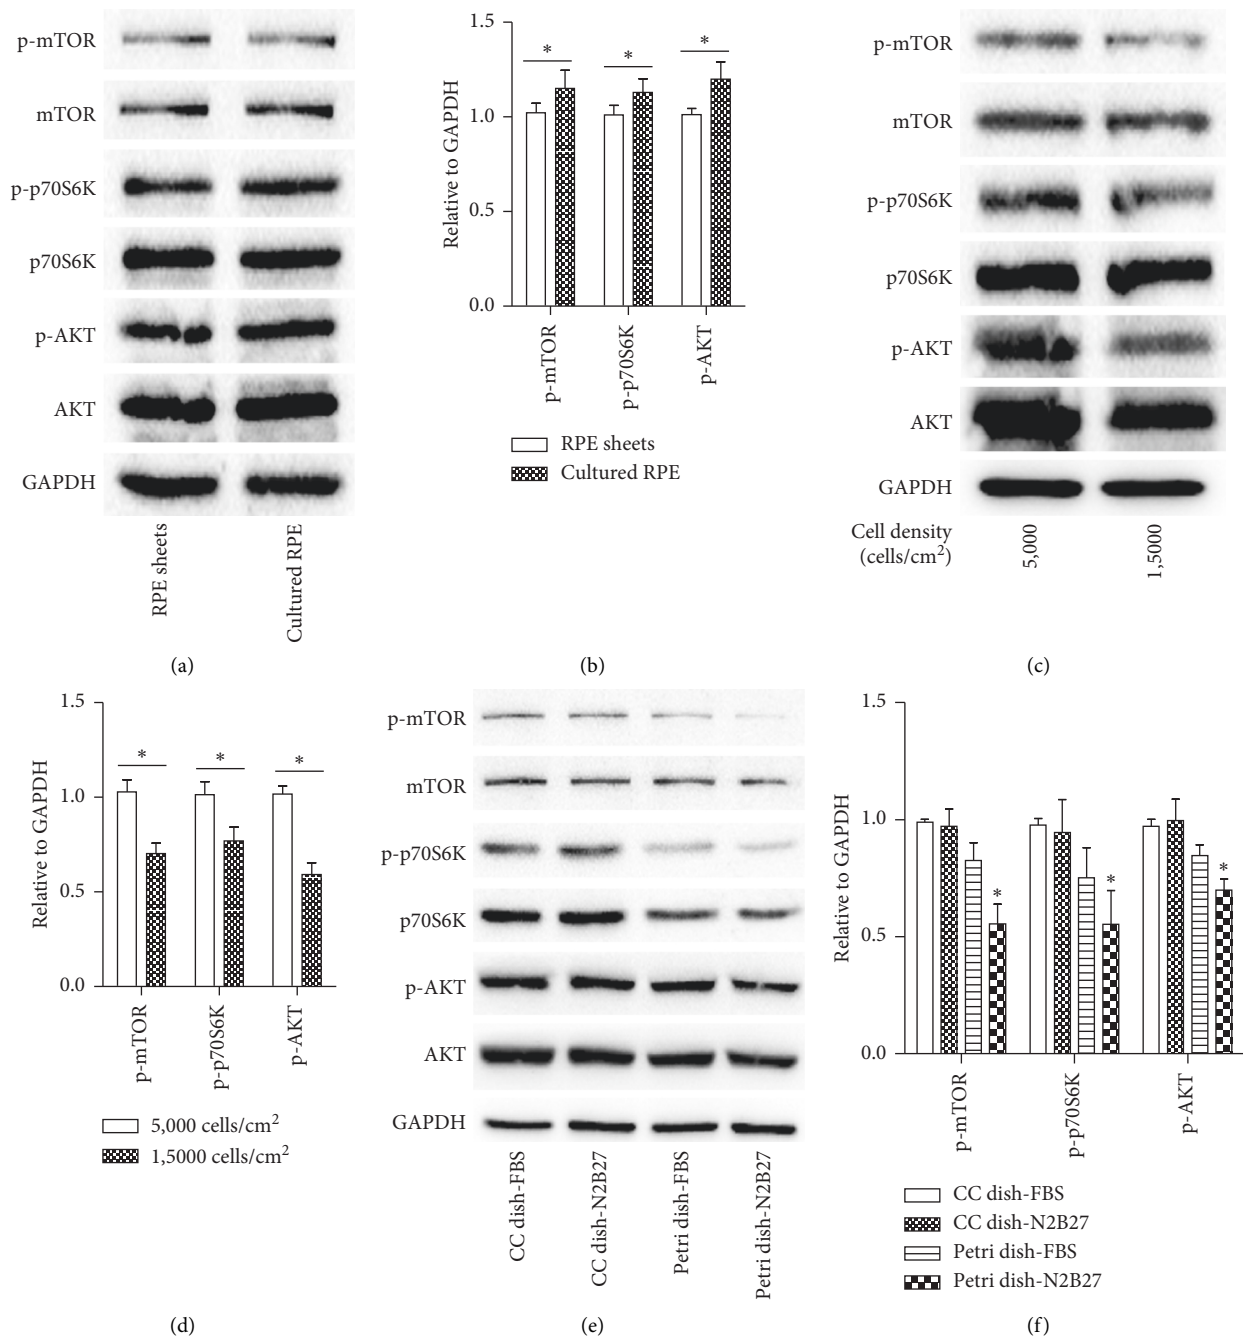 p-mTOR
mTOR
p-p70S6K
p70S6K
p-AKT
AKT
GAPDH
RPE sheets
Cultured RPE
(a)
Relative to GAPDH
1.5
1.0
0.5
0.0
*
*
*
p-mTOR
p-p70S6K
p-AKT
RPE sheets
Cultured RPE
(b)
p-mTOR
mTOR
p-p70S6K
p70S6K
p-AKT
AKT
GAPDH
Cell density
(cells/cm²)
5,000
1,5000
(c)
Relative to GAPDH
1.5
1.0
0.5
0.0
*
*
*
p-mTOR
p-p70S6K
p-AKT
5,000 cells/cm²
1,5000 cells/cm²
(d)
p-mTOR
mTOR
p-p70S6K
p70S6K
p-AKT
AKT
GAPDH
CC dish-FBS
CC dish-N2B27
Petri dish-FBS
Petri dish-N2B27
(e)
Relative to GAPDH
1.5
1.0
0.5
0.0
*
*
*
p-mTOR
p-p70S6K
p-AKT
CC dish-FBS
CC dish-N2B27
Petri dish-FBS
Petri dish-N2B27
(f)